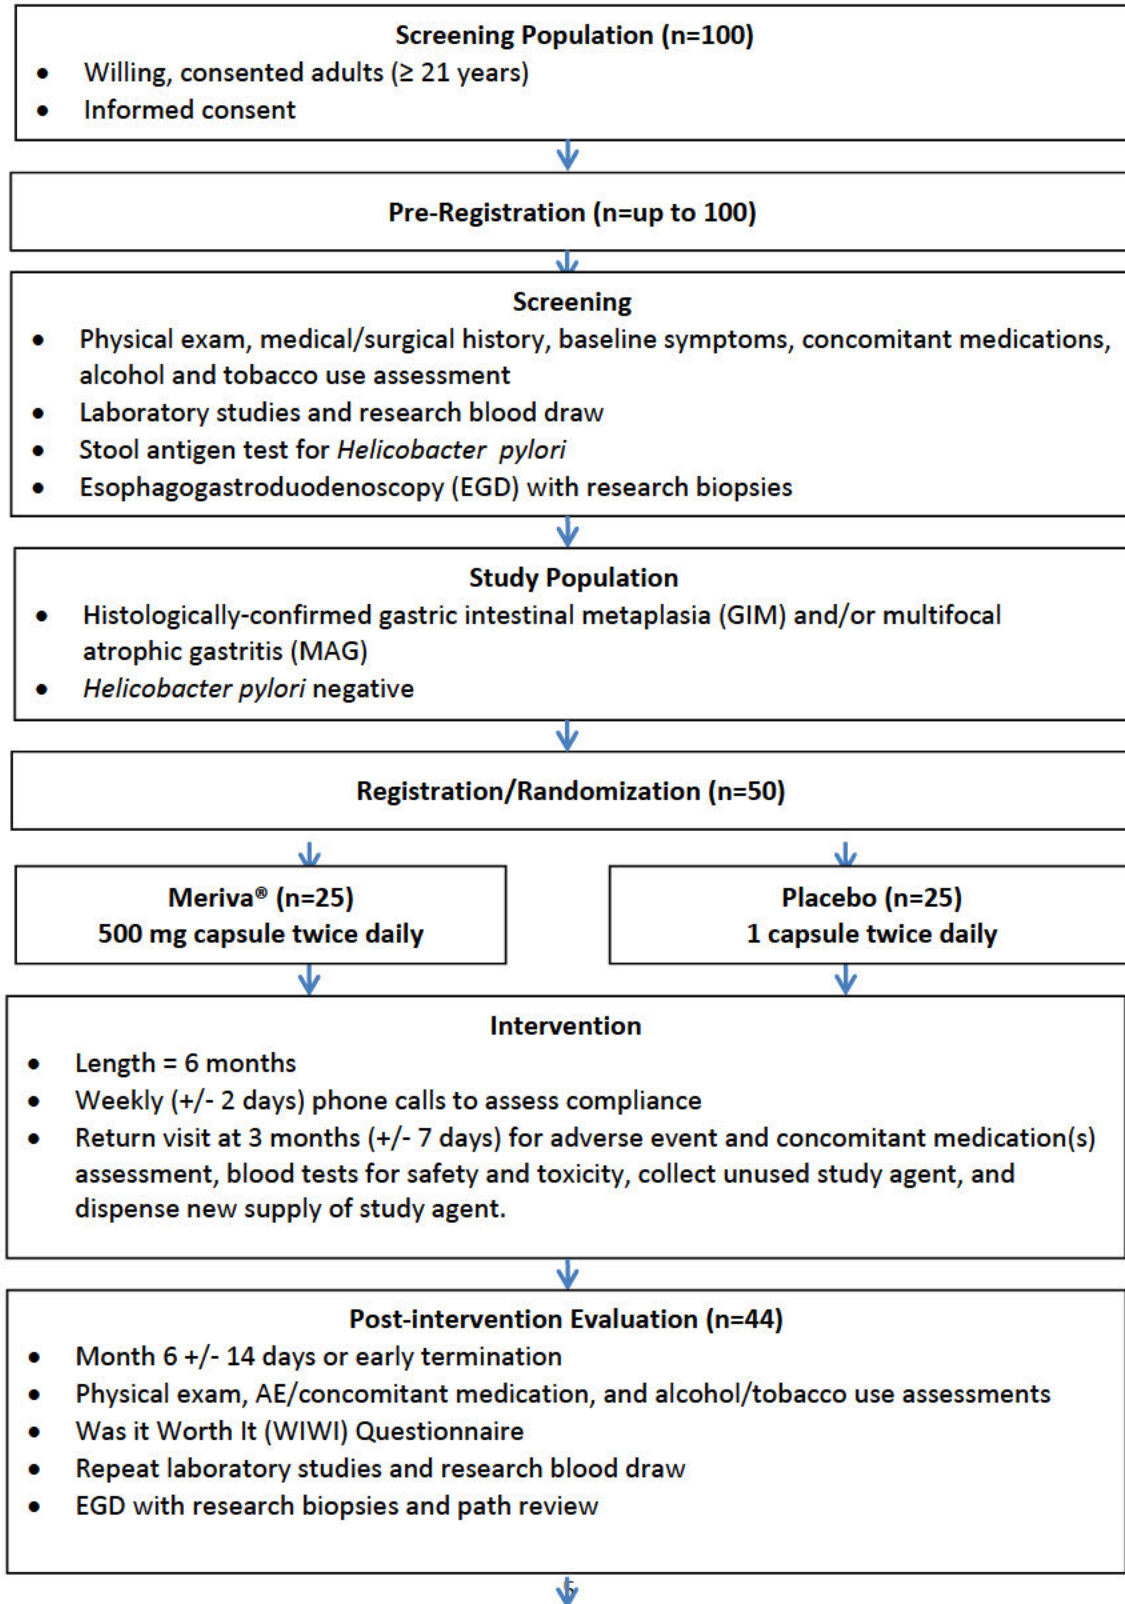 Screening Population (n=100)
• Willing, consented adults (≥ 21 years)
• Informed consent
Pre-Registration (n=up to 100)
Screening
• Physical exam, medical/surgical history, baseline symptoms, concomitant medications,
alcohol and tobacco use assessment
• Laboratory studies and research blood draw
• Stool antigen test for Helicobacter pylori
• Esophagogastroduodenoscopy (EGD) with research biopsies
Study Population
• Histologically-confirmed gastric intestinal metaplasia (GIM) and/or multifocal
atrophic gastritis (MAG)
• Helicobacter pylori negative
Registration/Randomization (n=50)
Meriva® (n=25)
500 mg capsule twice daily
Placebo (n=25)
1 capsule twice daily
Intervention
• Length = 6 months
• Weekly (+/- 2 days) phone calls to assess compliance
• Return visit at 3 months (+/- 7 days) for adverse event and concomitant medication(s)
assessment, blood tests for safety and toxicity, collect unused study agent, and
dispense new supply of study agent.
Post-intervention Evaluation (n=44)
• Month 6 +/- 14 days or early termination
• Physical exam, AE/concomitant medication, and alcohol/tobacco use assessments
• Was it Worth It (WIWI) Questionnaire
• Repeat laboratory studies and research blood draw
• EGD with research biopsies and path review